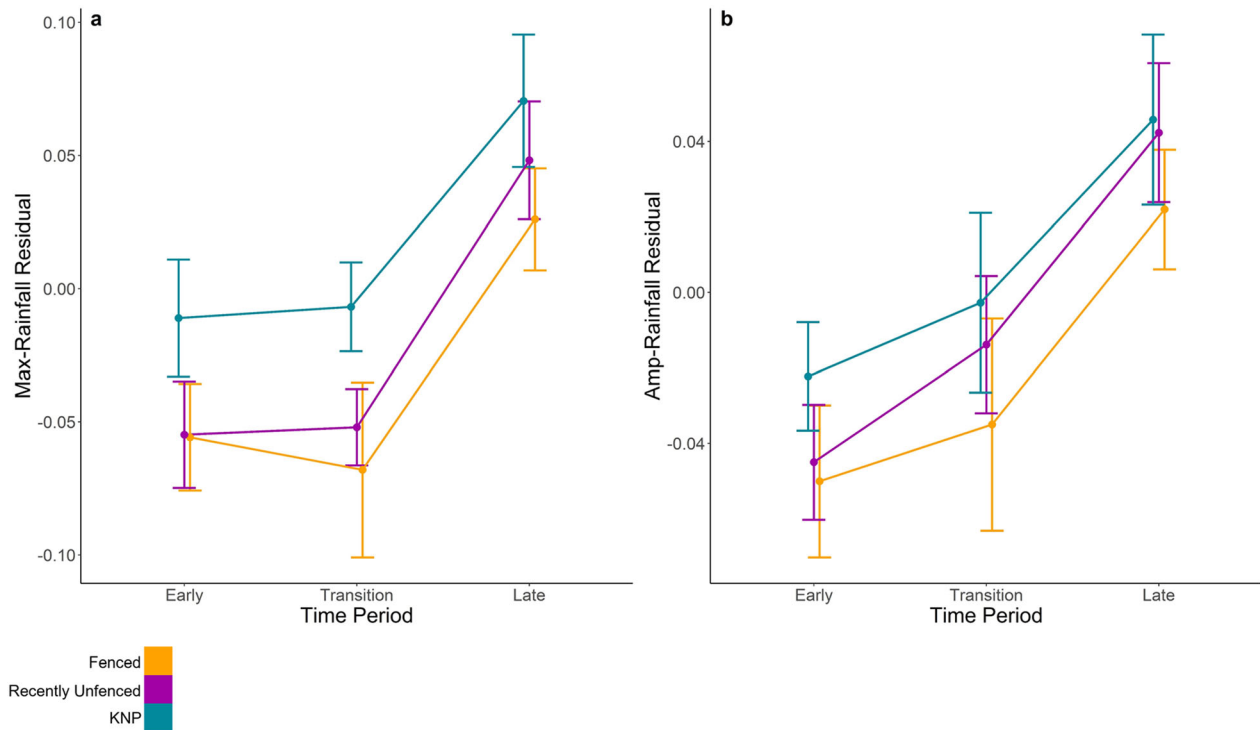 a
Max-Rainfall Residual
0.10
0.05
0.00
-0.05
-0.10
Early Transition Late
Time Period
b
Amp-Rainfall Residual
0.04
0.00
-0.04
Early Transition Late
Time Period
Fenced
Recently Unfenced
KNP